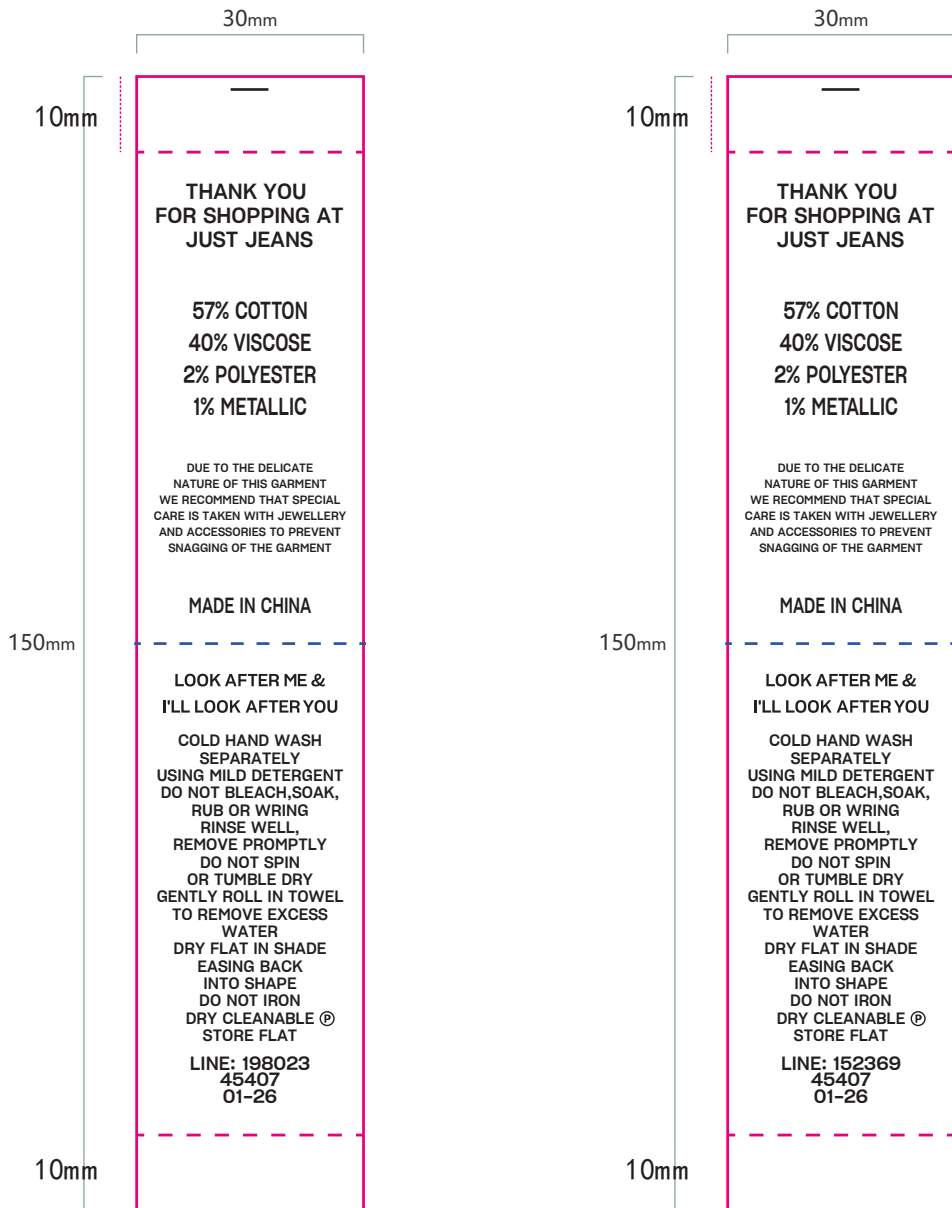 30mm
10mm
THANK YOU
FOR SHOPPING AT
JUST JEANS
57% COTTON
40% VISCOSE
2% POLYESTER
1% METALLIC
DUE TO THE DELICATE
NATURE OF THIS GARMENT
WE RECOMMEND THAT SPECIAL
CARE IS TAKEN WITH JEWELLERY
AND ACCESSORIES TO PREVENT
SNAGGING OF THE GARMENT
MADE IN CHINA
150mm
LOOK AFTER ME &
I'LL LOOK AFTER YOU
COLD HAND WASH
SEPARATELY
USING MILD DETERGENT
DO NOT BLEACH,SOAK,
RUB OR WRING
RINSE WELL,
REMOVE PROMPTLY
DO NOT SPIN
OR TUMBLE DRY
GENTLY ROLL IN TOWEL
TO REMOVE EXCESS
WATER
DRY FLAT IN SHADE
EASING BACK
INTO SHAPE
DO NOT IRON
DRY CLEANABLE Ⓟ
STORE FLAT
LINE: 198023
45407
01-26
10mm
30mm
10mm
THANK YOU
FOR SHOPPING AT
JUST JEANS
57% COTTON
40% VISCOSE
2% POLYESTER
1% METALLIC
DUE TO THE DELICATE
NATURE OF THIS GARMENT
WE RECOMMEND THAT SPECIAL
CARE IS TAKEN WITH JEWELLERY
AND ACCESSORIES TO PREVENT
SNAGGING OF THE GARMENT
MADE IN CHINA
150mm
LOOK AFTER ME &
I'LL LOOK AFTER YOU
COLD HAND WASH
SEPARATELY
USING MILD DETERGENT
DO NOT BLEACH,SOAK,
RUB OR WRING
RINSE WELL,
REMOVE PROMPTLY
DO NOT SPIN
OR TUMBLE DRY
GENTLY ROLL IN TOWEL
TO REMOVE EXCESS
WATER
DRY FLAT IN SHADE
EASING BACK
INTO SHAPE
DO NOT IRON
DRY CLEANABLE Ⓟ
STORE FLAT
LINE: 152369
45407
01-26
10mm